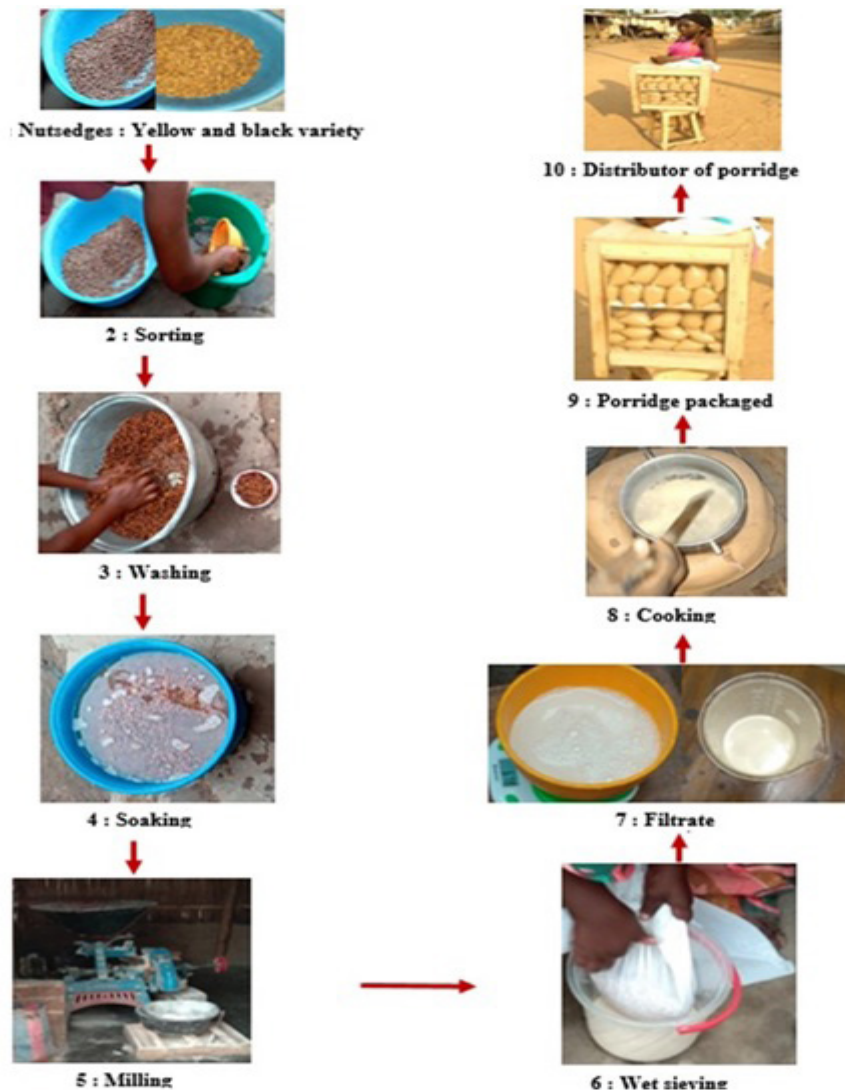 : Nutsedges : Yellow and black variety
2 : Sorting
3 : Washing
4 : Soaking
5 : Milling
6 : Wet sieving
7 : Filtrate
8 : Cooking
9 : Porridge packaged
10 : Distributor of porridge